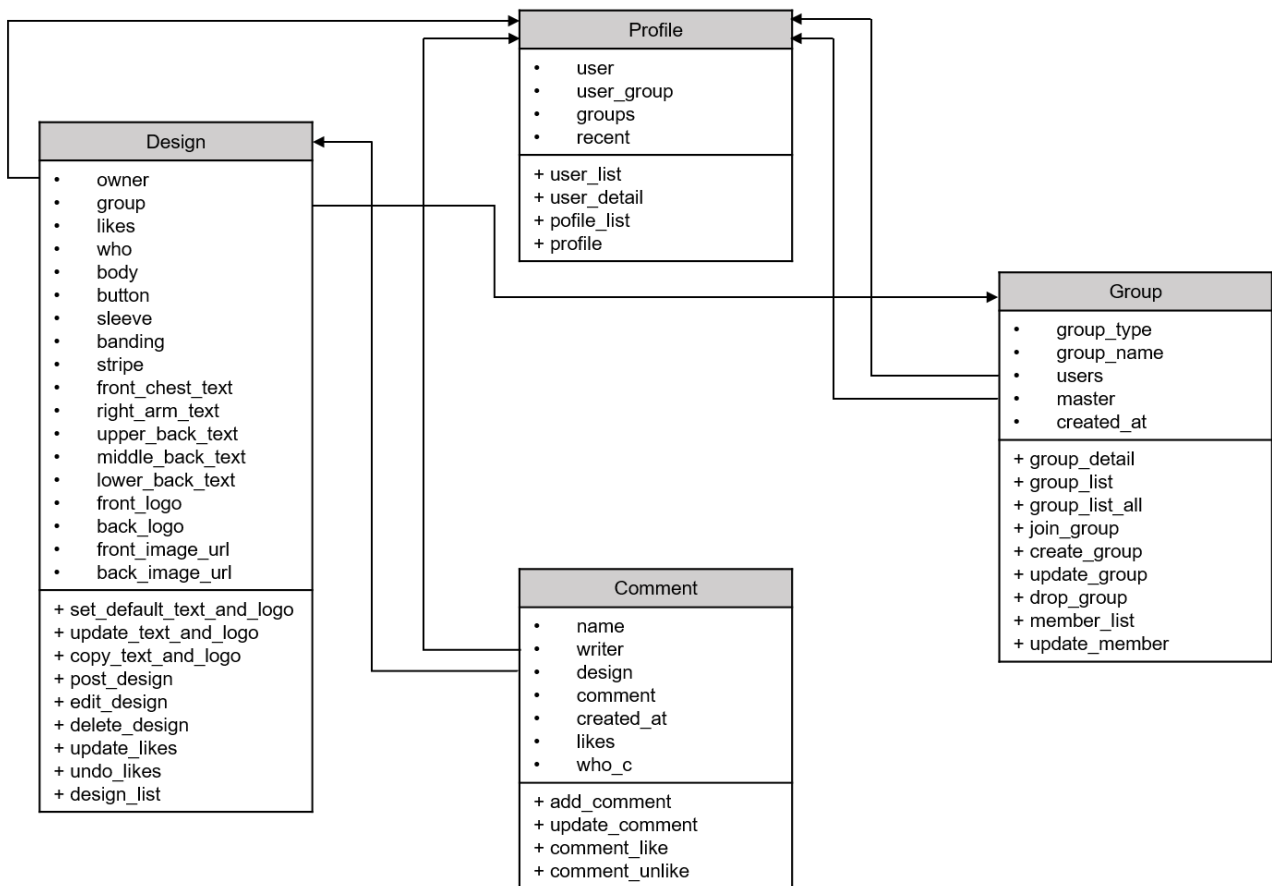 Profile
• user
• user_group
• groups
• recent
+ user_list
+ user_detail
+ pofile_list
+ profile
Design
• owner
• group
• likes
• who
• body
• button
• sleeve
• banding
• stripe
• front_chest_text
• right_arm_text
• upper_back_text
• middle_back_text
• lower_back_text
• front_logo
• back_logo
• front_image_url
• back_image_url
+ set_default_text_and_logo
+ update_text_and_logo
+ copy_text_and_logo
+ post_design
+ edit_design
+ delete_design
+ update_likes
+ undo_likes
+ design_list
Group
• group_type
• group_name
• users
• master
• created_at
+ group_detail
+ group_list
+ group_list_all
+ join_group
+ create_group
+ update_group
+ drop_group
+ member_list
+ update_member
Comment
• name
• writer
• design
• comment
• created_at
• likes
• who_c
+ add_comment
+ update_comment
+ comment_like
+ comment_unlike